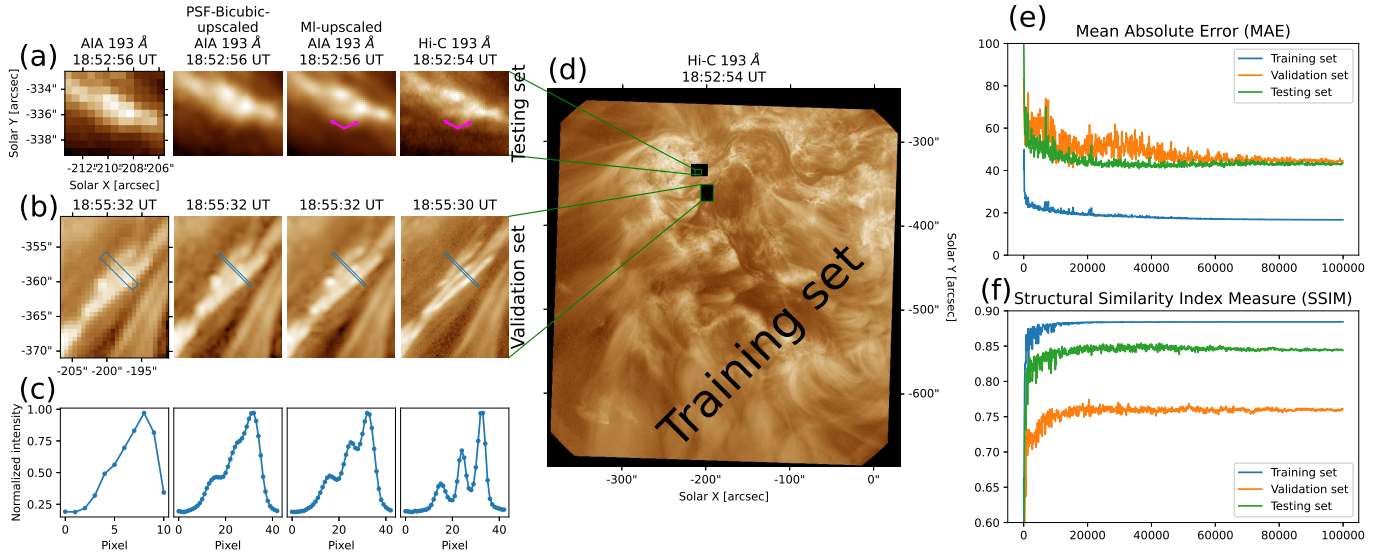 (a)
AIA 193 Å
18:52:56 UT
PSF-Bicubic-
upscaled
AIA 193 Å
18:52:56 UT
MI-upscaled
AIA 193 Å
18:52:56 UT
Hi-C 193 Å
18:52:54 UT
Solar Y [arcsec]
-334"
-336"
-338"
-212" -210" -208" -206"
Solar X [arcsec]
Testing set
(b)
18:55:32 UT
18:55:32 UT
18:55:32 UT
18:55:30 UT
-355"
-360"
-365"
-370"
-205" -200" -195"
Validation set
(c)
Normalized intensity
1.00
0.75
0.50
0.25
0 5 10
Pixel
0 20 40
Pixel
0 20 40
Pixel
0 20 40
Pixel
(d)
Hi-C 193 Å
18:52:54 UT
Training set
-300"
-400"
-500"
-600"
Solar Y [arcsec]
-300" -200" -100" 0"
Solar X [arcsec]
(e)
Mean Absolute Error (MAE)
100
80
60
40
20
0
Training set
Validation set
Testing set
0 20000 40000 60000 80000 100000
(f)
Structural Similarity Index Measure (SSIM)
0.90
0.85
0.80
0.75
0.70
0.65
0.60
Training set
Validation set
Testing set
0 20000 40000 60000 80000 100000